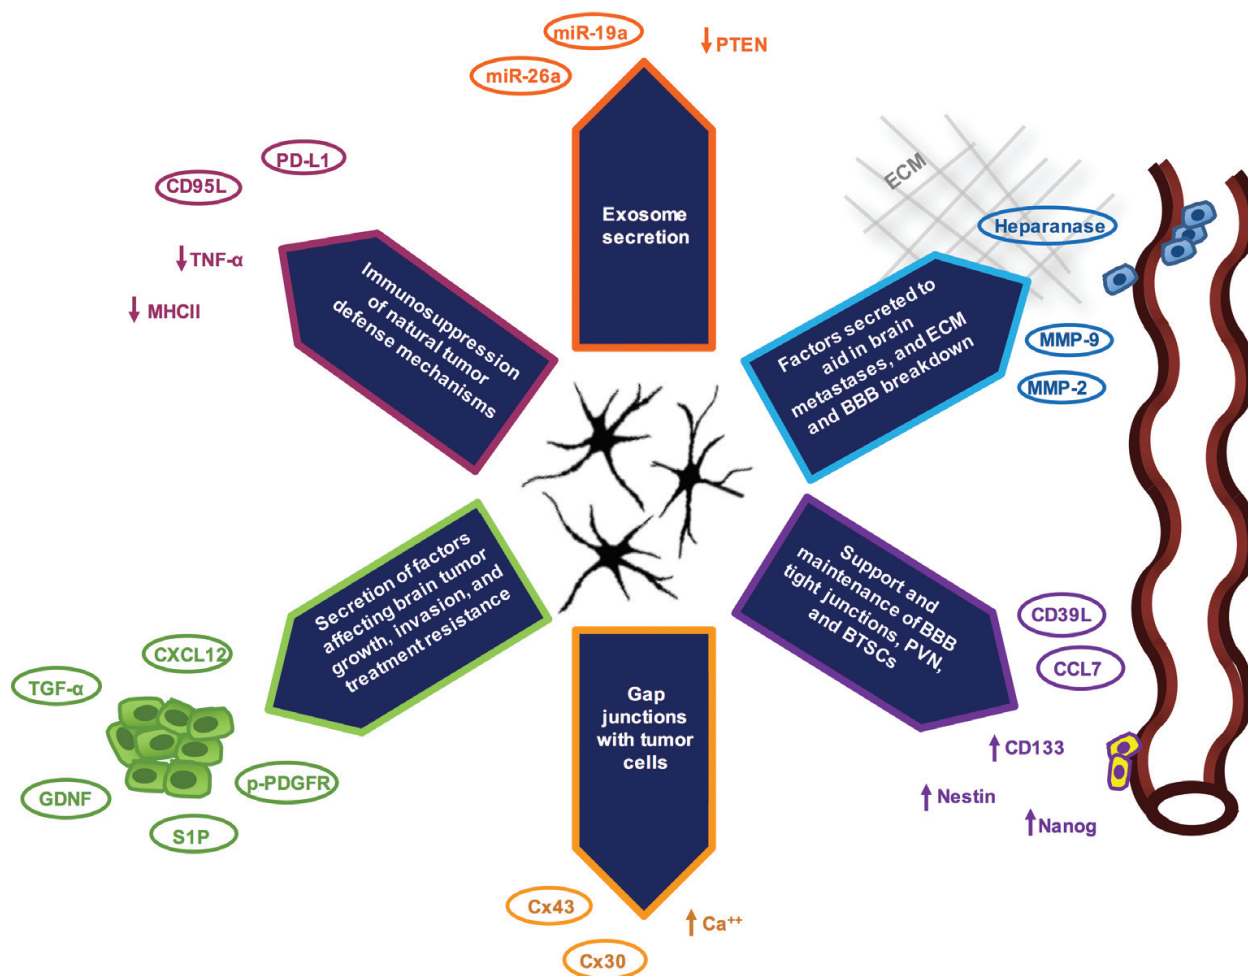 miR-19a
miR-26a
↓ PTEN
Exosome
secretion
PD-L1
CD95L
↓ TNF-α
↓ MHCII
Immunosuppression
of natural tumor
defense mechanisms
ECM
Heparanase
MMP-9
MMP-2
Factors secreted to
aid in brain
metastases, and ECM
and BBB breakdown
Secretion of factors
affecting brain tumor
growth, invasion, and
treatment resistance
CXCL12
TGF-α
GDNF
p-PDGFR
S1P
Support and
maintenance of BBB
tight junctions, PVN,
and BTSCs
CD39L
CCL7
↑ CD133
↑ Nestin
↑ Nanog
Gap
junctions
with tumor
cells
Cx43
Cx30
↑ Ca⁺⁺